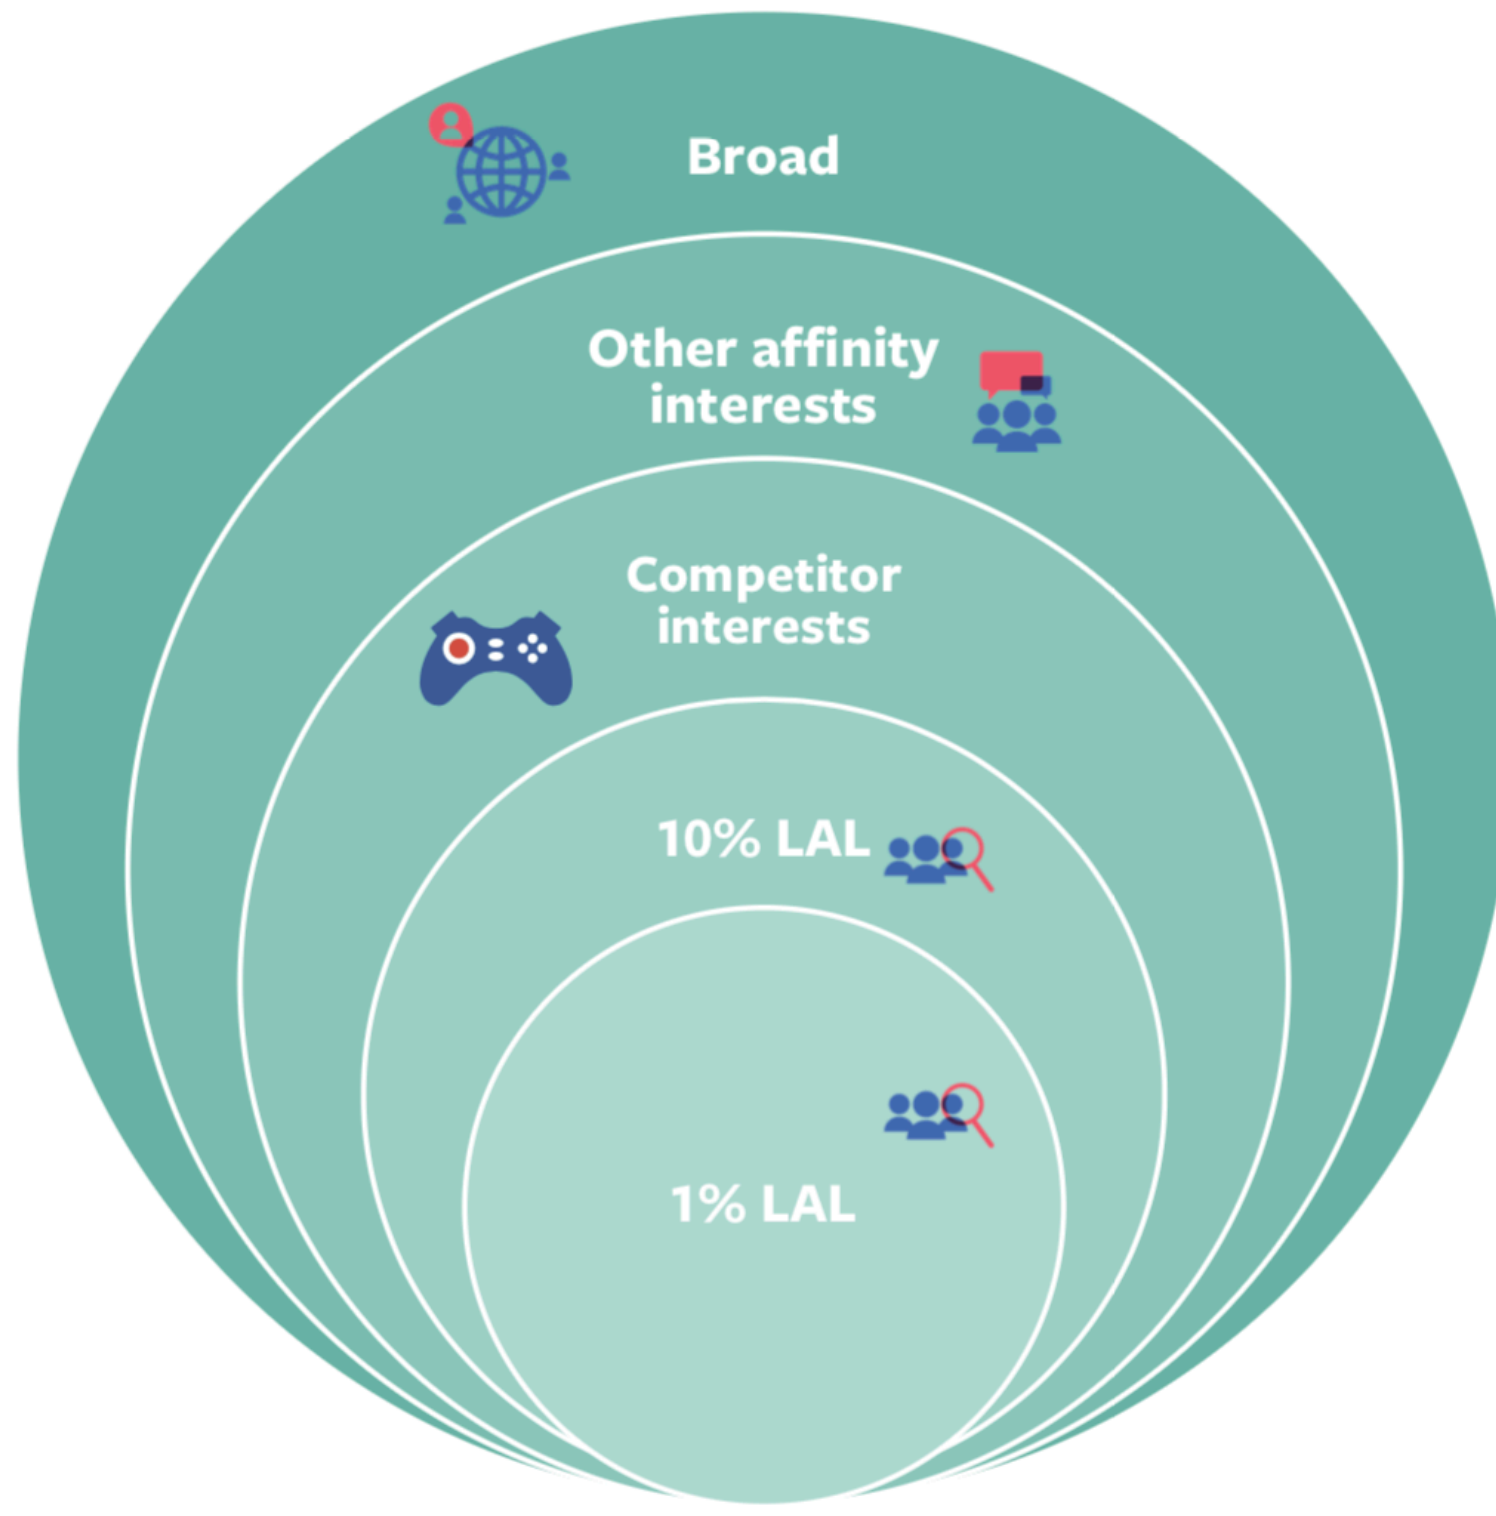 Broad
Other affinity
interests
Competitor
interests
10% LAL
1% LAL